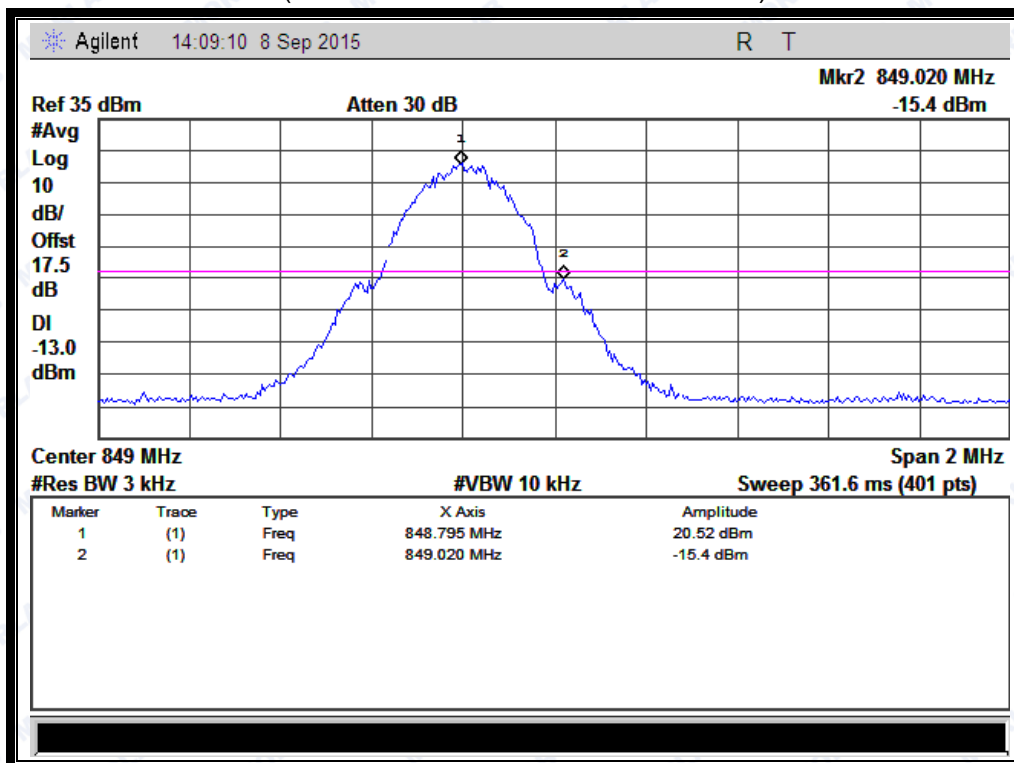 Agilent 14:09:10 8 Sep 2015 R T
Mkr2 849.020 MHz
Ref 35 dBm Atten 30 dB -15.4 dBm
#Avg
Log
10
dB/
Offst
17.5
dB
DI
-13.0
dBm
1
2
Center 849 MHz Span 2 MHz
#Res BW 3 kHz #VBW 10 kHz Sweep 361.6 ms (401 pts)
Marker Trace Type X Axis Amplitude
1 (1) Freq 848.795 MHz 20.52 dBm
2 (1) Freq 849.020 MHz -15.4 dBm